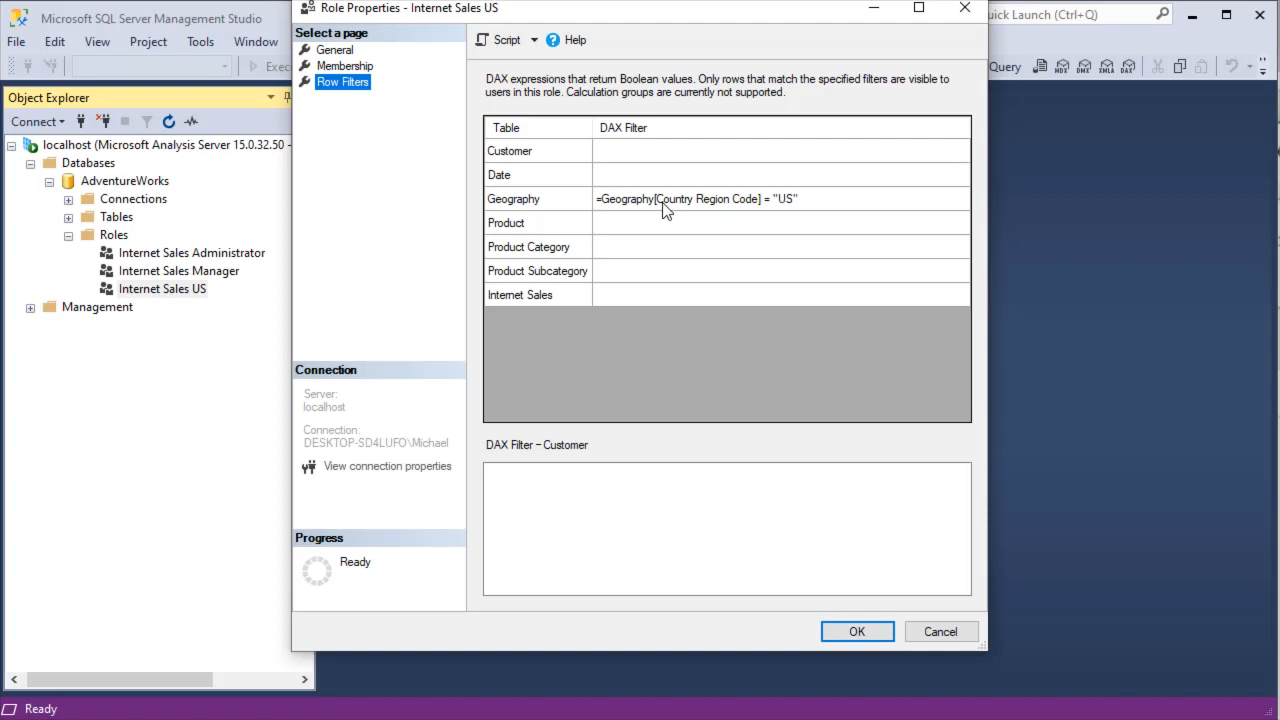 Microsoft SQL Server Management Studio
Role Properties - Internet Sales US
uick Launch (Ctrl+Q)
File Edit View Project Tools Window
Select a page
General
Membership
Row Filters
Script Help
Query
DAX expressions that return Boolean values. Only rows that match the specified filters are visible to
users in this role. Calculation groups are currently not supported.
Object Explorer
Connect
localhost (Microsoft Analysis Server 15.0.32.50 -
Databases
AdventureWorks
Connections
Tables
Roles
Internet Sales Administrator
Internet Sales Manager
Internet Sales US
Management
Table DAX Filter
Customer
Date
Geography =Geography[Country Region Code] = "US"
Product
Product Category
Product Subcategory
Internet Sales
Connection
Server:
localhost
Connection:
DESKTOP-SD4LUFO\Michael
View connection properties
Progress
Ready
DAX Filter – Customer
OK Cancel
Ready